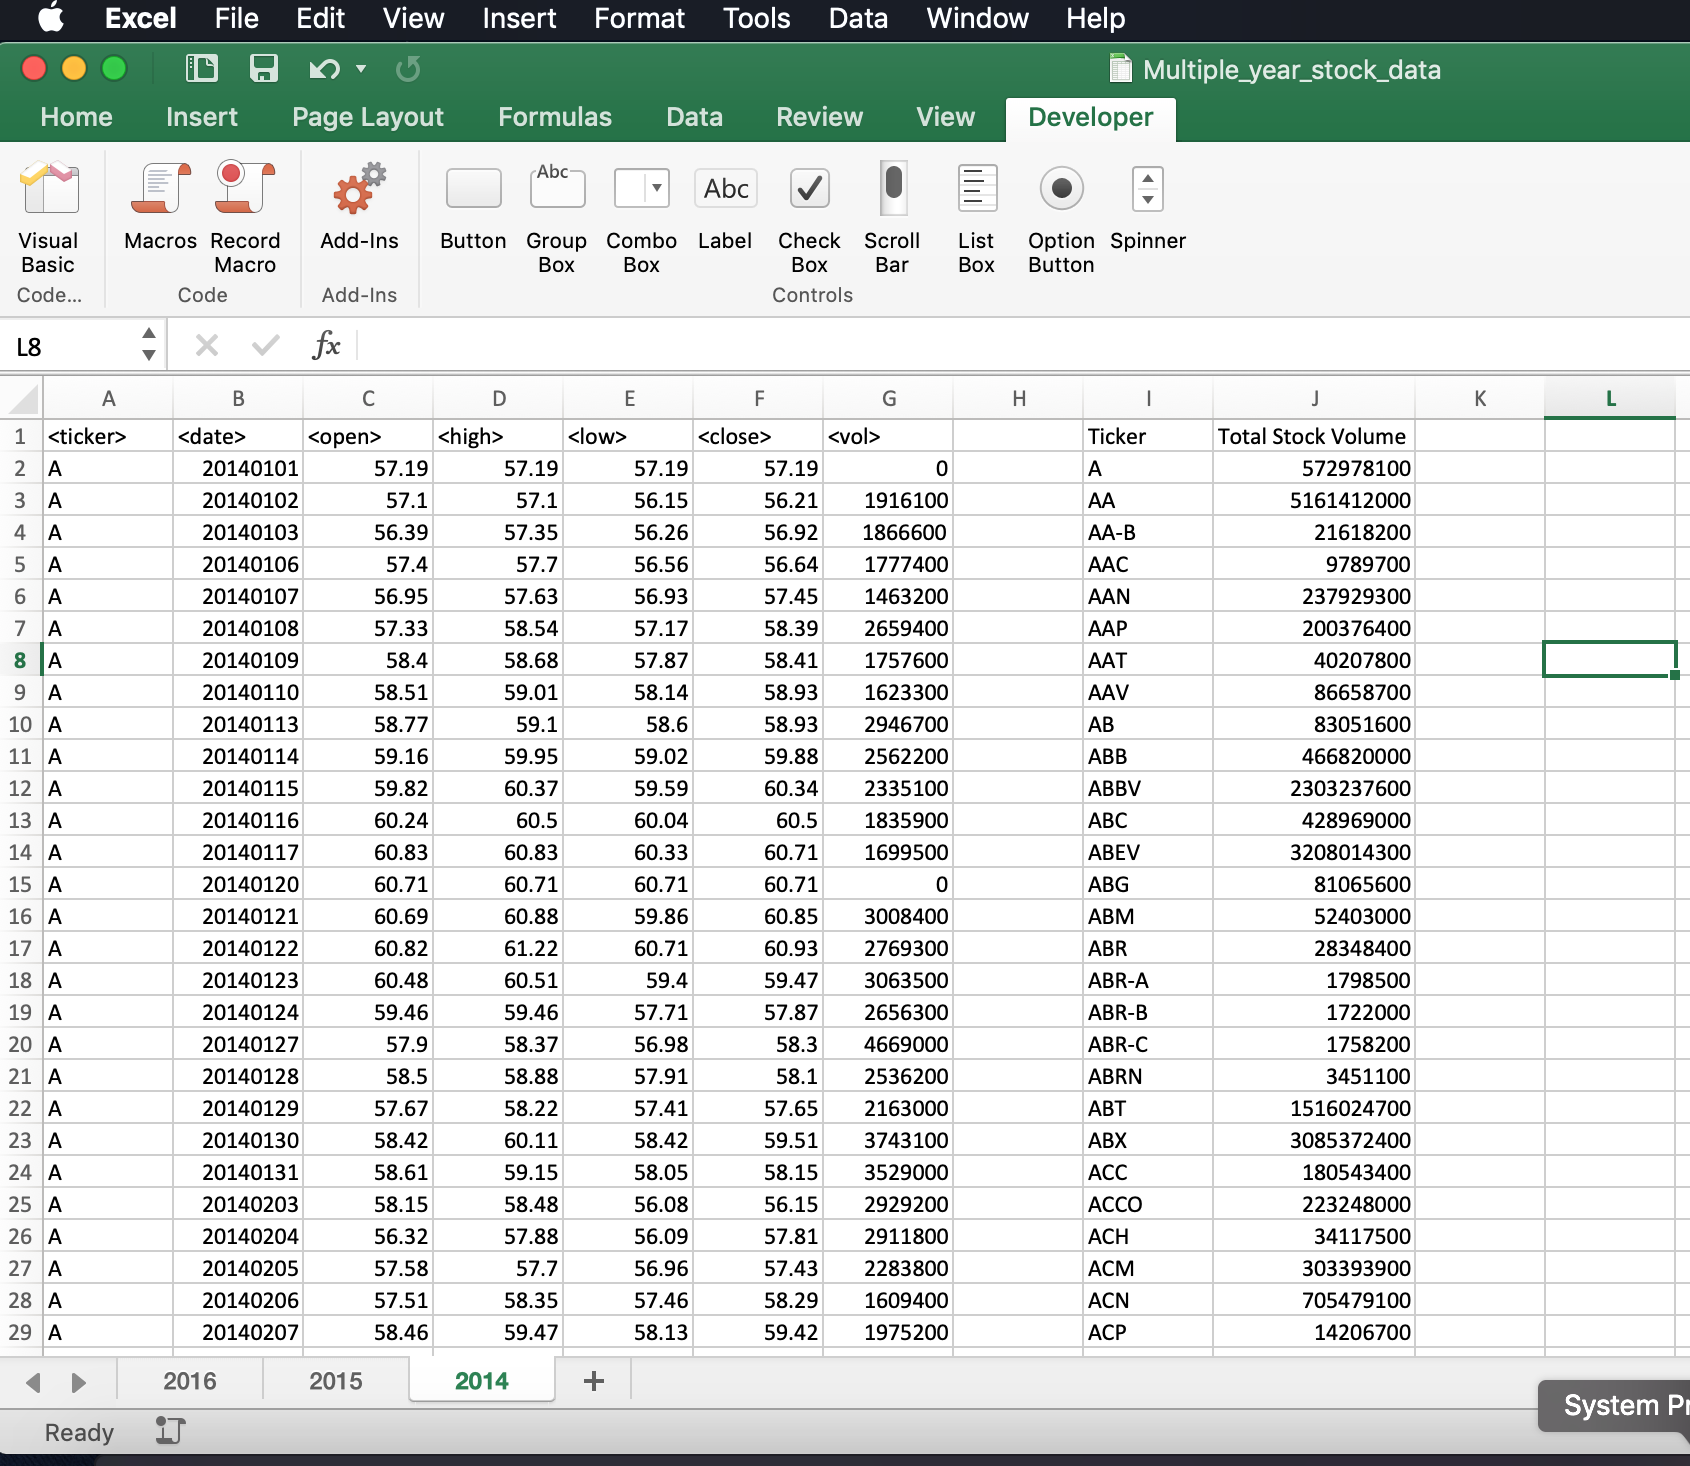 Excel File Edit View Insert Format Tools Data Window Help
Multiple_year_stock_data
Home Insert Page Layout Formulas Data Review View Developer
Abc Abc
Visual Basic Macros Record Macro Add-Ins Button Group Box Combo Box Label Check Box Scroll Bar List Box Option Button Spinner
Code... Code Add-Ins Controls
L8 fx
A B C D E F G H I J K L
1 <ticker> <date> <open> <high> <low> <close> <vol> Ticker Total Stock Volume
2 A 20140101 57.19 57.19 57.19 57.19 0 A 572978100
3 A 20140102 57.1 57.1 56.15 56.21 1916100 AA 5161412000
4 A 20140103 56.39 57.35 56.26 56.92 1866600 AA-B 21618200
5 A 20140106 57.4 57.7 56.56 56.64 1777400 AAC 9789700
6 A 20140107 56.95 57.63 56.93 57.45 1463200 AAN 237929300
7 A 20140108 57.33 58.54 57.17 58.39 2659400 AAP 200376400
8 A 20140109 58.4 58.68 57.87 58.41 1757600 AAT 40207800
9 A 20140110 58.51 59.01 58.14 58.93 1623300 AAV 86658700
10 A 20140113 58.77 59.1 58.6 58.93 2946700 AB 83051600
11 A 20140114 59.16 59.95 59.02 59.88 2562200 ABB 466820000
12 A 20140115 59.82 60.37 59.59 60.34 2335100 ABBV 2303237600
13 A 20140116 60.24 60.5 60.04 60.5 1835900 ABC 428969000
14 A 20140117 60.83 60.83 60.33 60.71 1699500 ABEV 3208014300
15 A 20140120 60.71 60.71 60.71 60.71 0 ABG 81065600
16 A 20140121 60.69 60.88 59.86 60.85 3008400 ABM 52403000
17 A 20140122 60.82 61.22 60.71 60.93 2769300 ABR 28348400
18 A 20140123 60.48 60.51 59.4 59.47 3063500 ABR-A 1798500
19 A 20140124 59.46 59.46 57.71 57.87 2656300 ABR-B 1722000
20 A 20140127 57.9 58.37 56.98 58.3 4669000 ABR-C 1758200
21 A 20140128 58.5 58.88 57.91 58.1 2536200 ABRN 3451100
22 A 20140129 57.67 58.22 57.41 57.65 2163000 ABT 1516024700
23 A 20140130 58.42 60.11 58.42 59.51 3743100 ABX 3085372400
24 A 20140131 58.61 59.15 58.05 58.15 3529000 ACC 180543400
25 A 20140203 58.15 58.48 56.08 56.15 2929200 ACCO 223248000
26 A 20140204 56.32 57.88 56.09 57.81 2911800 ACH 34117500
27 A 20140205 57.58 57.7 56.96 57.43 2283800 ACM 303393900
28 A 20140206 57.51 58.35 57.46 58.29 1609400 ACN 705479100
29 A 20140207 58.46 59.47 58.13 59.42 1975200 ACP 14206700
2016 2015 2014 +
System Pr
Ready